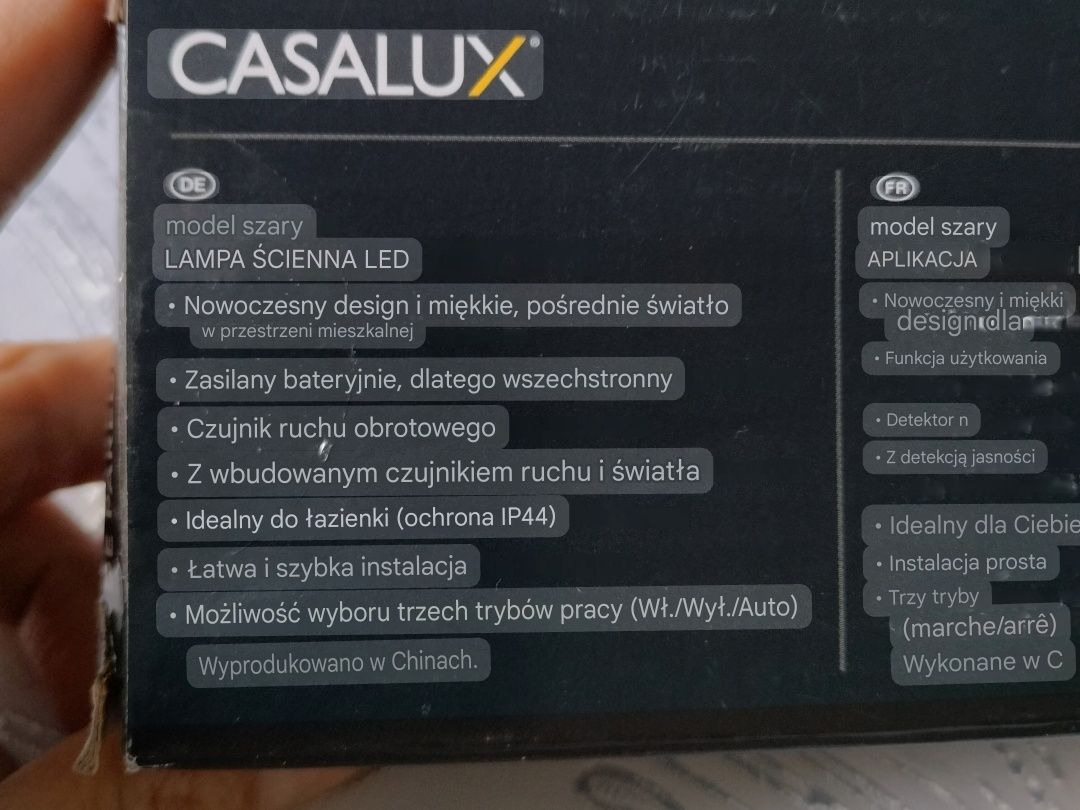 CASALUX®
DE
model szary
LAMPA ŚCIENNA LED
• Nowoczesny design i miękkie, pośrednie światło
w przestrzeni mieszkalnej
• Zasilany bateryjnie, dlatego wszechstronny
• Czujnik ruchu obrotowego
• Z wbudowanym czujnikiem ruchu i światła
• Idealny do łazienki (ochrona IP44)
• Łatwa i szybka instalacja
• Możliwość wyboru trzech trybów pracy (Wł./Wył./Auto)
Wyprodukowano w Chinach.
FR
model szary
APLIKACJA
• Nowoczesny i miękki
design dla
• Funkcja użytkowania
• Detektor n
• Z detekcją jasności
• Idealny dla Ciebie
• Instalacja prosta
• Trzy tryby
(marche/arrê)
Wykonane w C